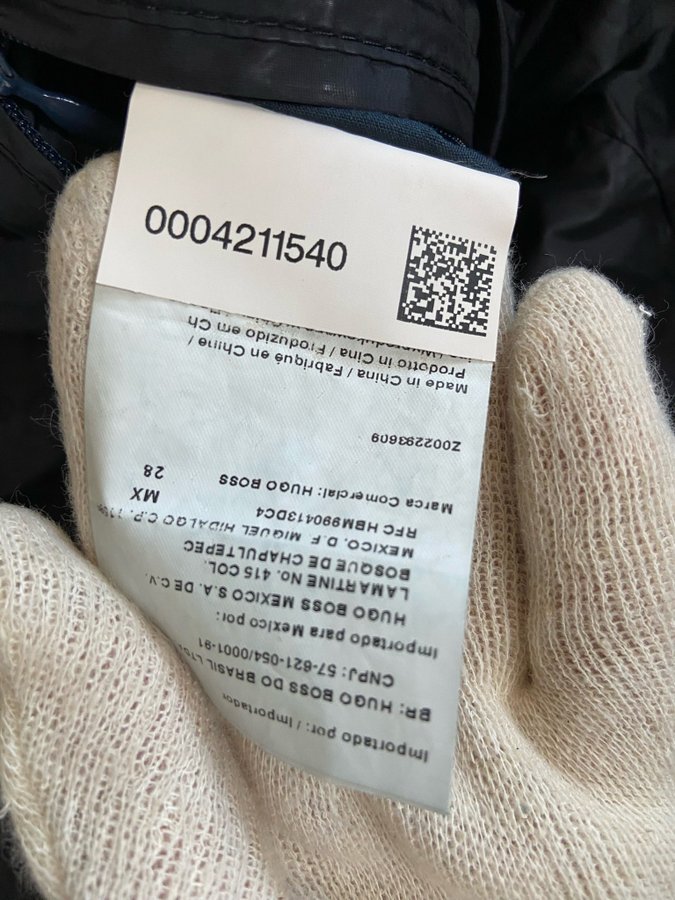 0004211540
Importado por: / Importador
BR: HUGO BOSS DO BRASIL LTDA
CNPJ: 57-621-054/0001-91
Importado para Mexico por:
HUGO BOSS MEXICO S.A. DE C.V.
LAMARTINE No. 415 COL.
BOSQUE DE CHAPULTEPEC
MEXICO. D.F. MIGUEL HIDALGO C.P.
RFC HBM990413DC4
Marca Comercial: HUGO BOSS
MX
28
Z002293609
Made in China / Fabriqué en Chine /
Prodotto in Cina / Produzido em Ch